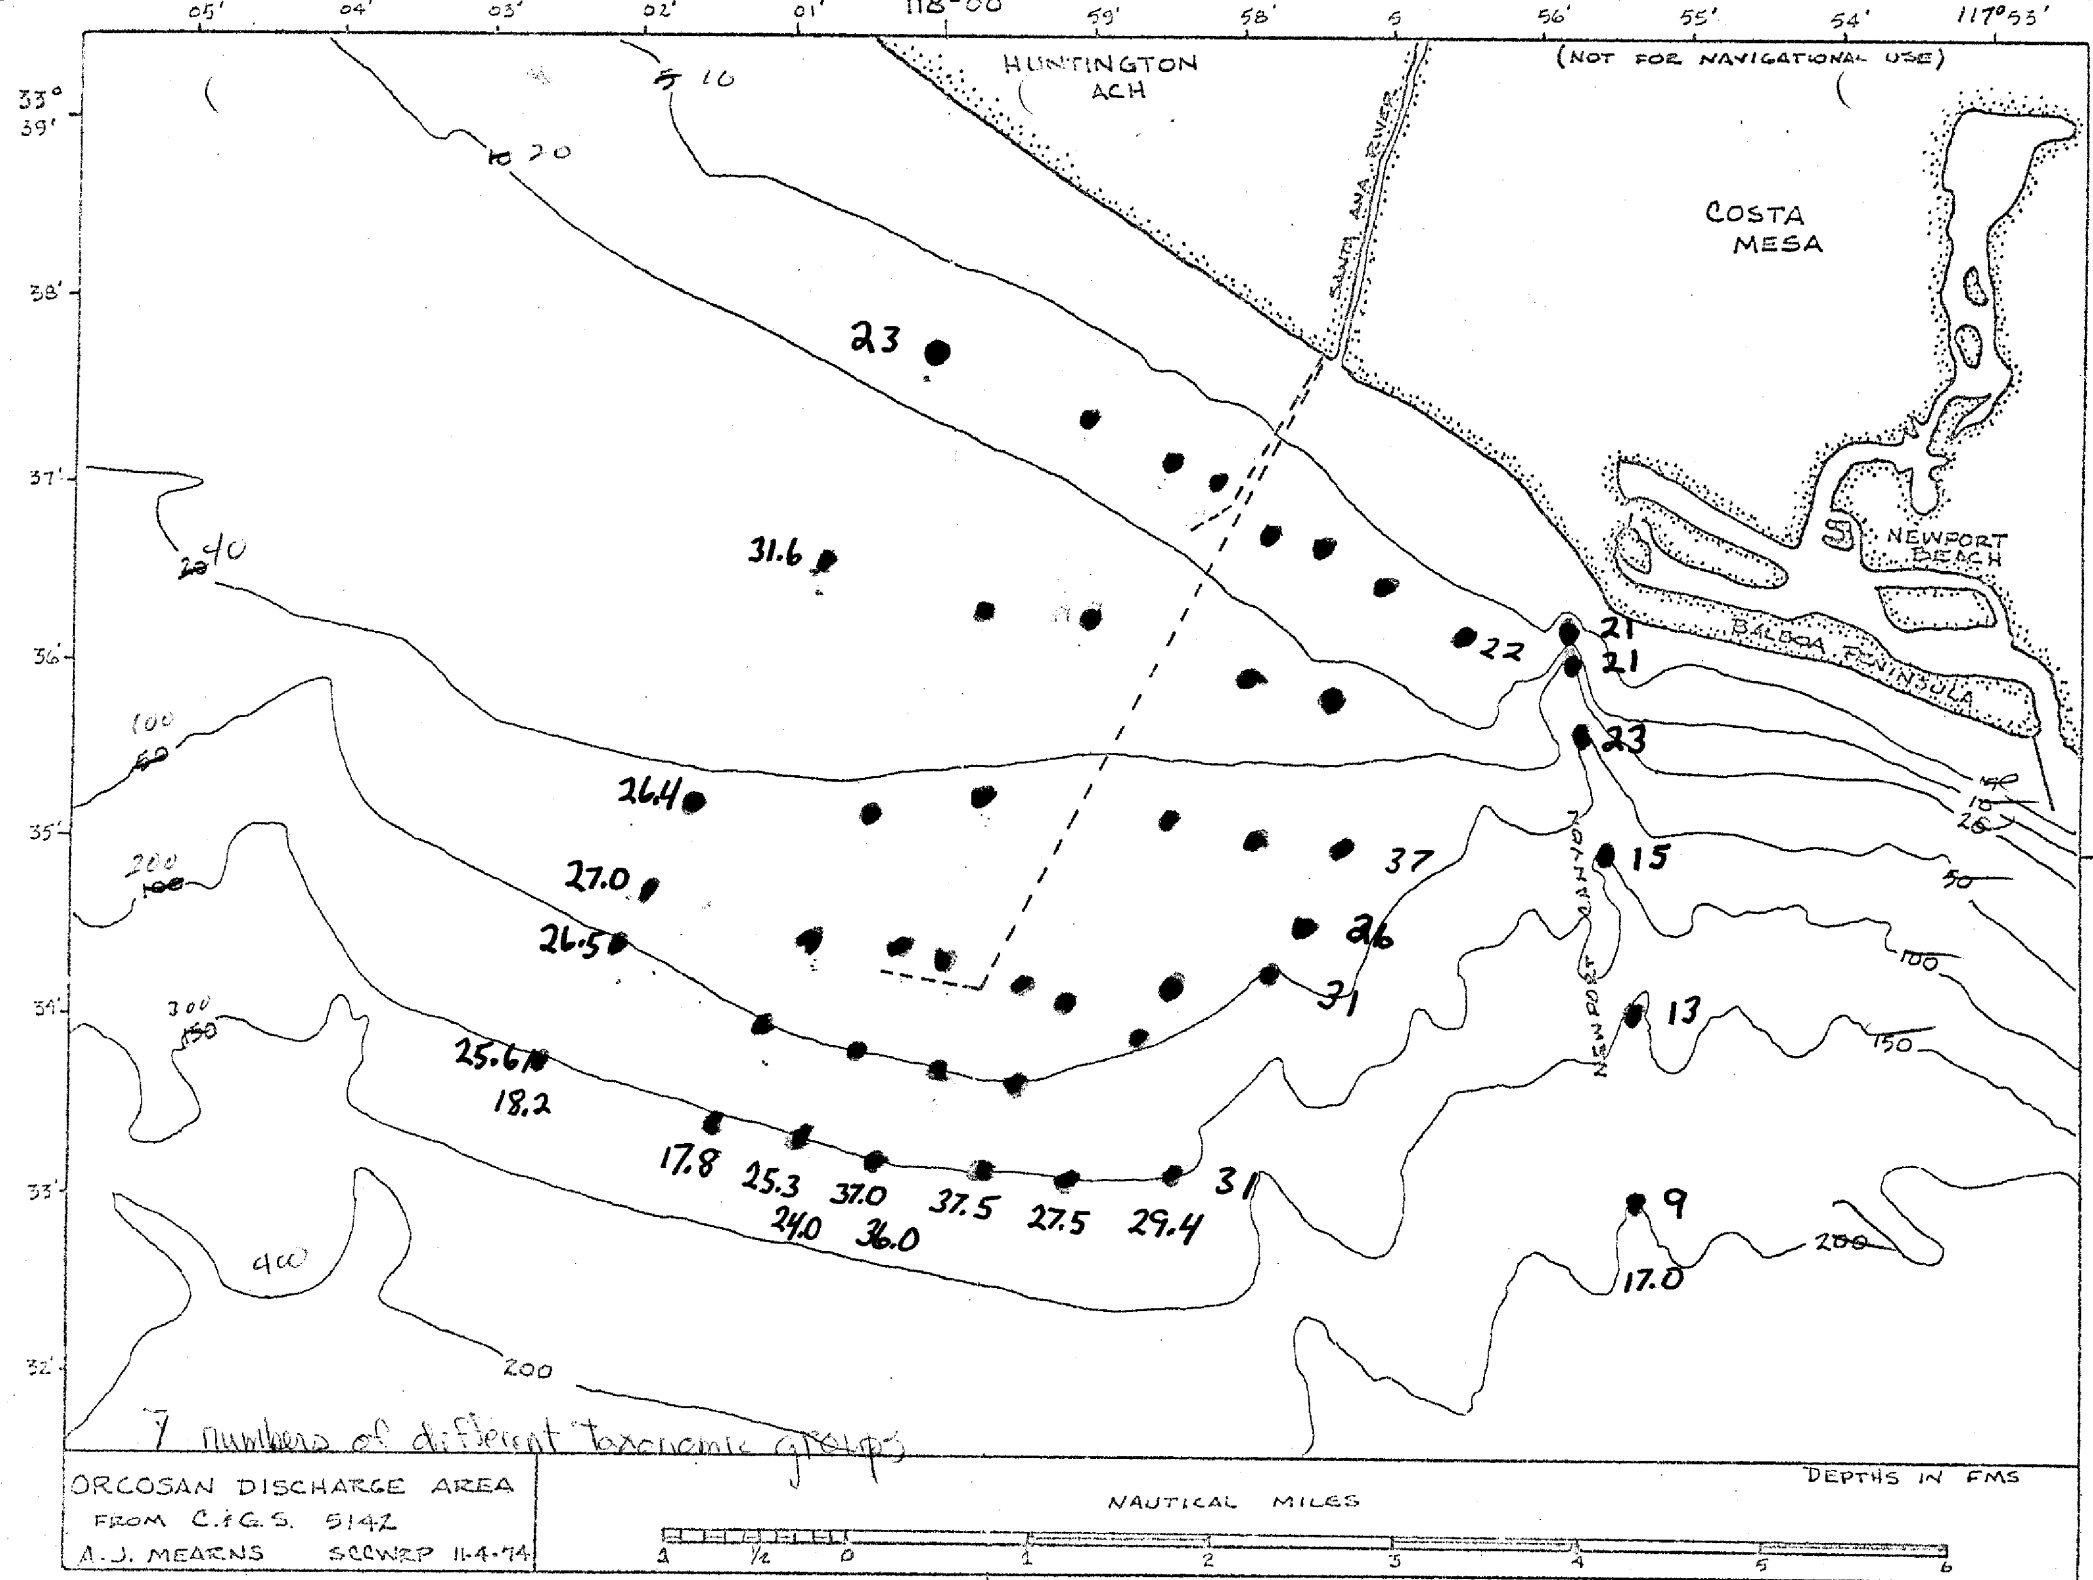 05' 04' 03' 02' 01' 118-00 59' 58' 5 56' 55' 54' 117°53'
(NOT FOR NAVIGATIONAL USE)
HUNTINGTON
ACH
5 10
33°
39'
10 20
SANTA ANA RIVER
COSTA
MESA
38'
23
37'
31.6
20 40
NEWPORT
BEACH
21
22
21
BALBOA PENINSULA
36'
23
100
50
26.4
10
20
35'
37
15
200
100
27.0
50
26
26.5
100
NEWPORT CANYON
34'
300
150
31
13
150
25.6
18.2
17.8
25.3
37.0
37.5
27.5
29.4
31
33'
24.0
36.0
9
200
400
17.0
32'
200
numbers of different taxonomic groups
ORCOSAN DISCHARGE AREA
FROM C.&G.S. 5142
A.J. MEARNS SCCWRP 11-4-74
DEPTHS IN FMS
NAUTICAL MILES
1 1/2 0 1 2 3 4 5 6